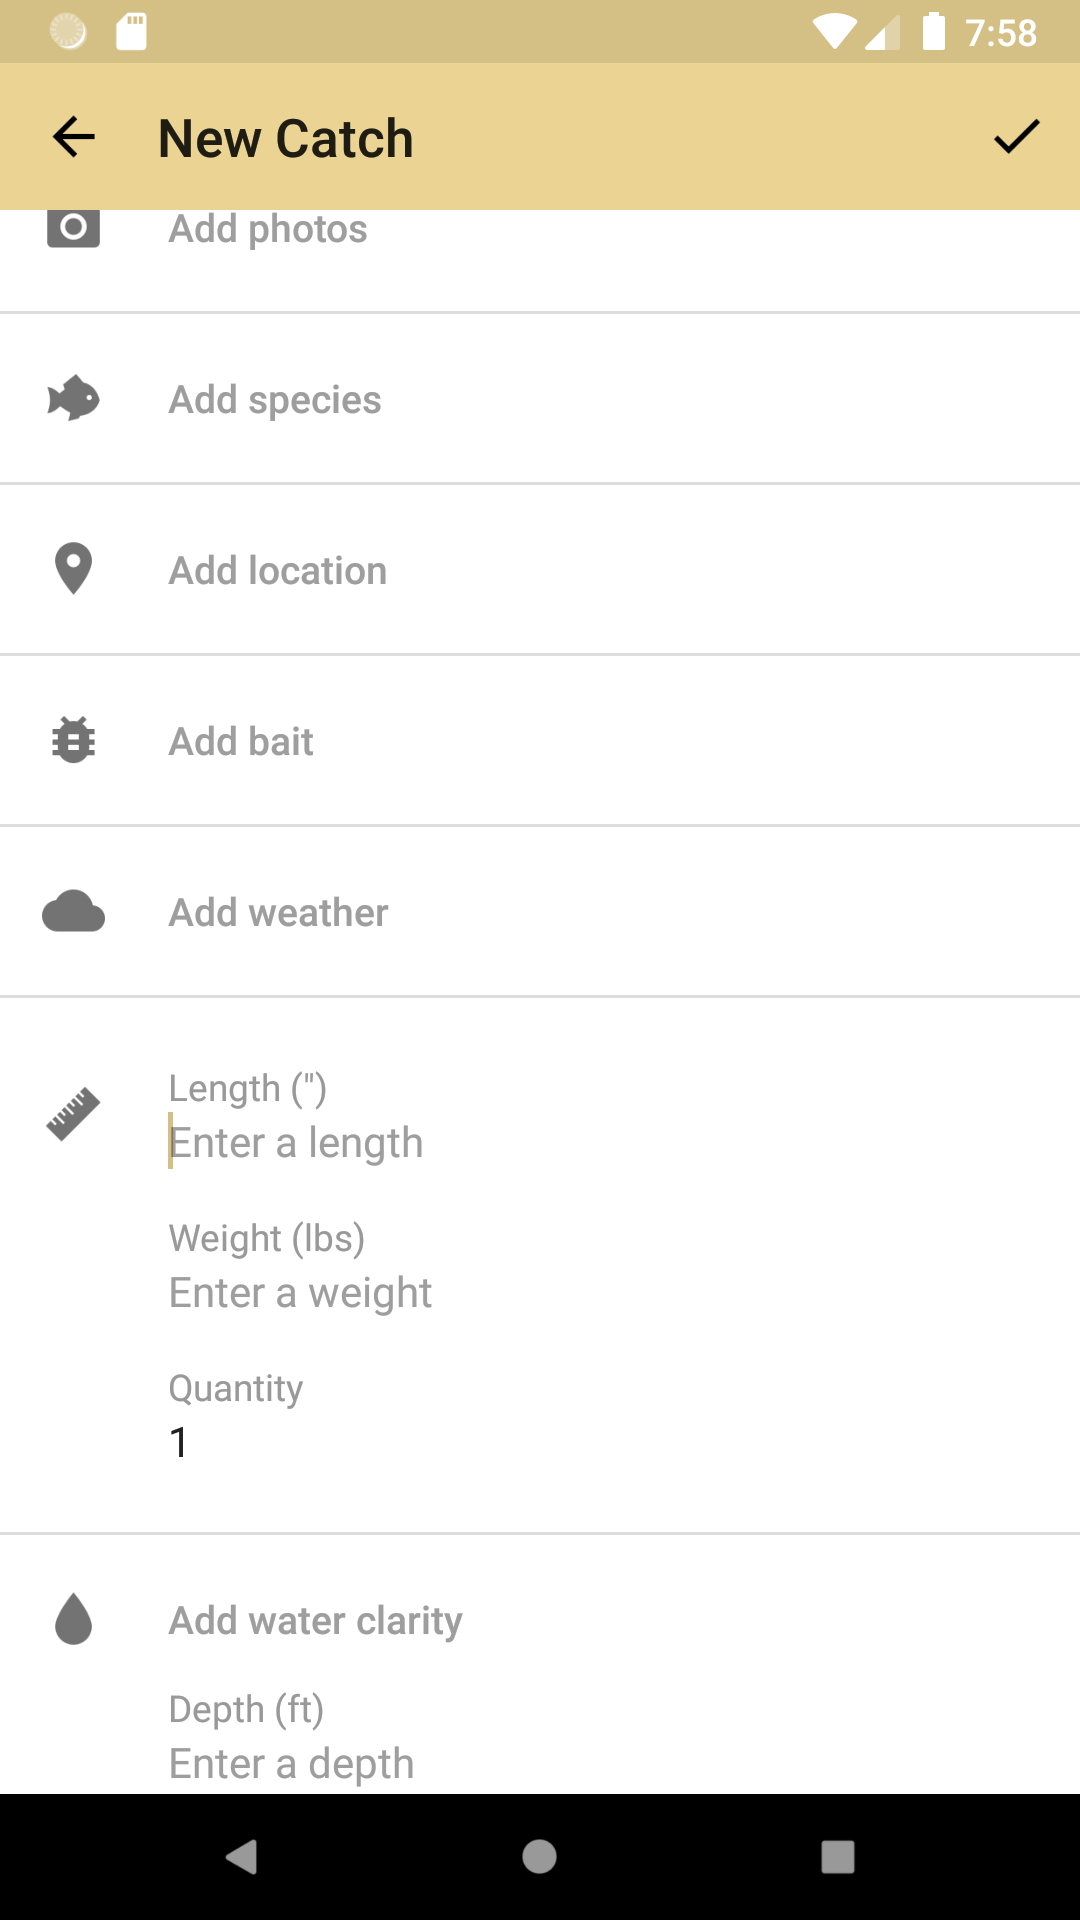 7:58
New Catch
Add photos
Add species
Add location
Add bait
Add weather
Length (")
Enter a length
Weight (lbs)
Enter a weight
Quantity
1
Add water clarity
Depth (ft)
Enter a depth